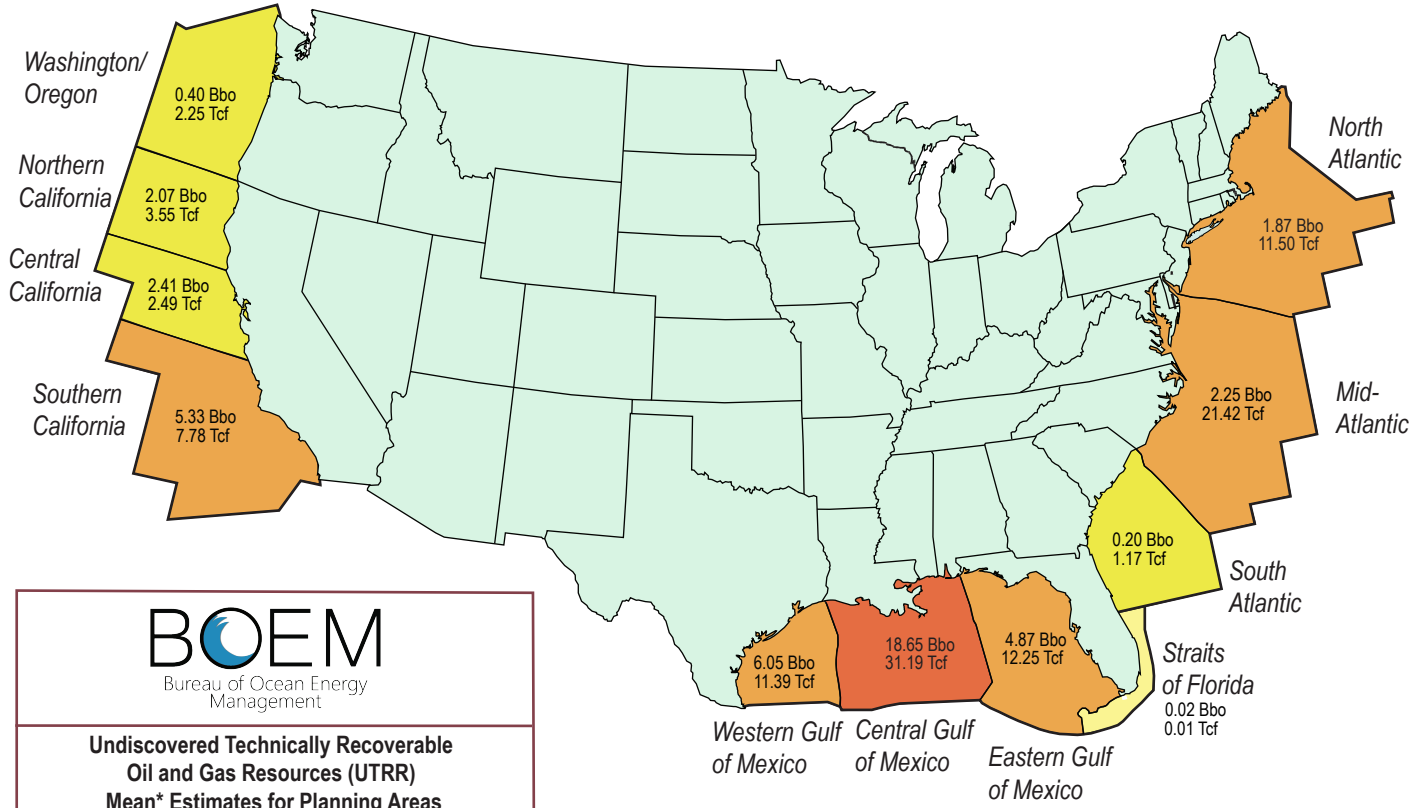 Washington/
Oregon
0.40 Bbo
2.25 Tcf
Northern
California
2.07 Bbo
3.55 Tcf
Central
California
2.41 Bbo
2.49 Tcf
Southern
California
5.33 Bbo
7.78 Tcf
North
Atlantic
1.87 Bbo
11.50 Tcf
Mid-
Atlantic
2.25 Bbo
21.42 Tcf
0.20 Bbo
1.17 Tcf
South
Atlantic
Straits
of Florida
0.02 Bbo
0.01 Tcf
6.05 Bbo
11.39 Tcf
Western Gulf
of Mexico
18.65 Bbo
31.19 Tcf
Central Gulf
of Mexico
4.87 Bbo
12.25 Tcf
Eastern Gulf
of Mexico
BOEM
Bureau of Ocean Energy
Management
Undiscovered Technically Recoverable
Oil and Gas Resources (UTRR)
Mean* Estimates for Planning Areas